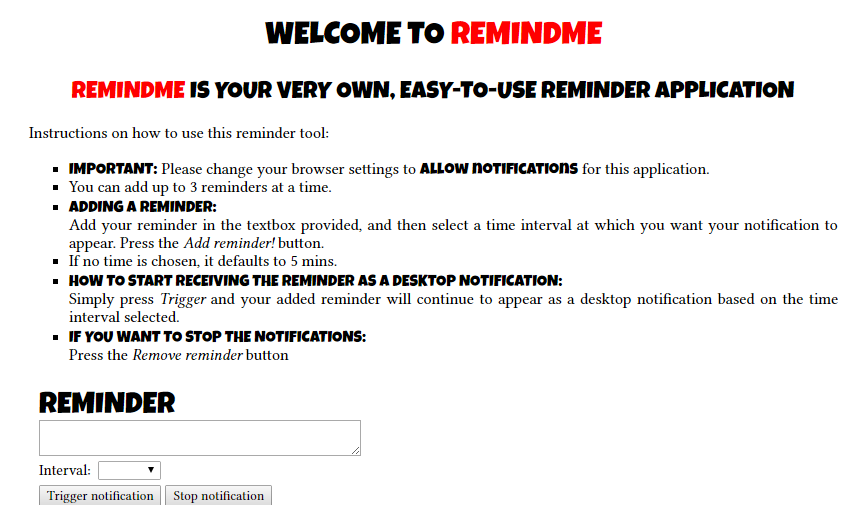 WELCOME TO REMINDME
REMINDME IS YOUR VERY OWN, EASY-TO-USE REMINDER APPLICATION
Instructions on how to use this reminder tool:
IMPORTANT: Please change your browser settings to ALLOW NOTIFICATIONS for this application.
You can add up to 3 reminders at a time.
ADDING A REMINDER:
Add your reminder in the textbox provided, and then select a time interval at which you want your notification to
appear. Press the Add reminder! button.
If no time is chosen, it defaults to 5 mins.
HOW TO START RECEIVING THE REMINDER AS A DESKTOP NOTIFICATION:
Simply press Trigger and your added reminder will continue to appear as a desktop notification based on the time
interval selected.
IF YOU WANT TO STOP THE NOTIFICATIONS:
Press the Remove reminder button
REMINDER
Interval:
Trigger notification Stop notification